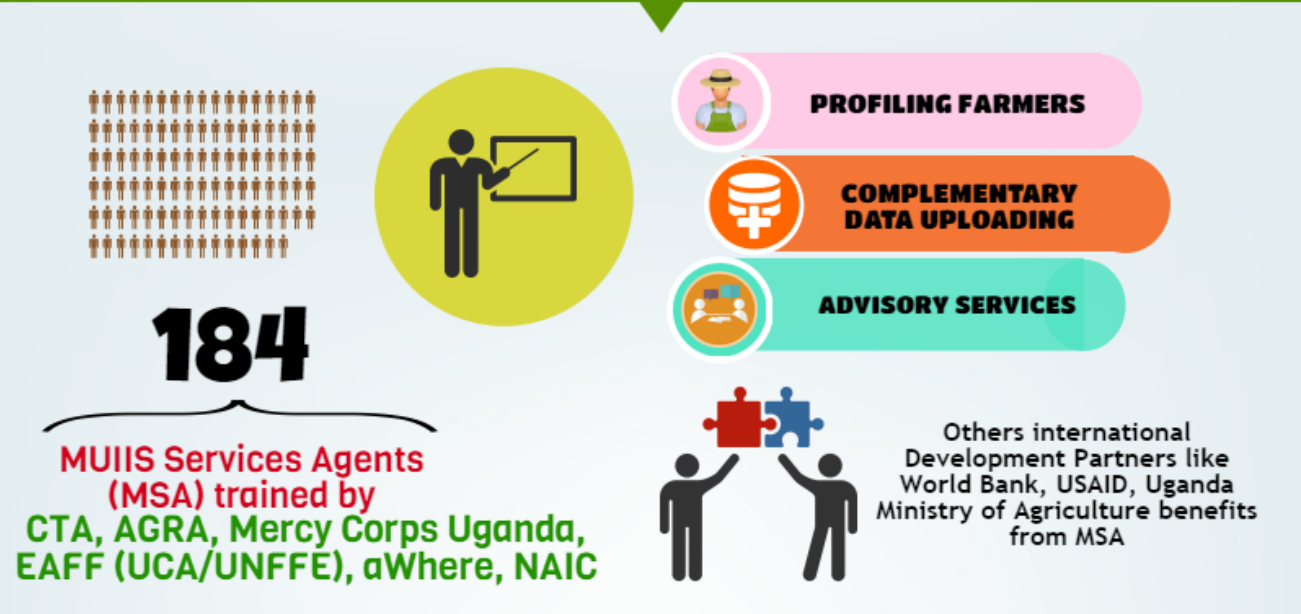 184
MUIIS Services Agents
(MSA) trained by
CTA, AGRA, Mercy Corps Uganda,
EAFF (UCA/UNFFE), aWhere, NAIC
PROFILING FARMERS
COMPLEMENTARY
DATA UPLOADING
ADVISORY SERVICES
Others international
Development Partners like
World Bank, USAID, Uganda
Ministry of Agriculture benefits
from MSA